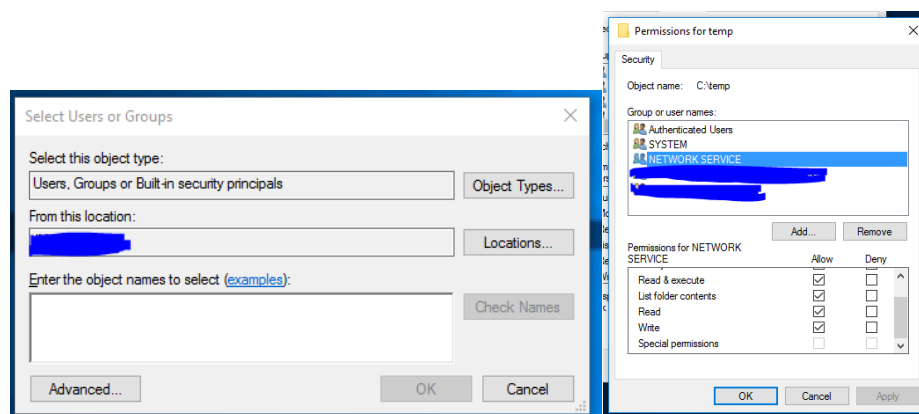 Select Users or Groups
Select this object type:
Users, Groups or Built-in security principals
Object Types...
From this location:
Locations...
Enter the object names to select (examples):
Check Names
Advanced...
OK
Cancel
Permissions for temp
Security
Object name: C:\temp
Group or user names:
Authenticated Users
SYSTEM
NETWORK SERVICE
Add...
Remove
Permissions for NETWORK
SERVICE
Allow
Deny
Read & execute
List folder contents
Read
Write
Special permissions
OK
Cancel
Apply